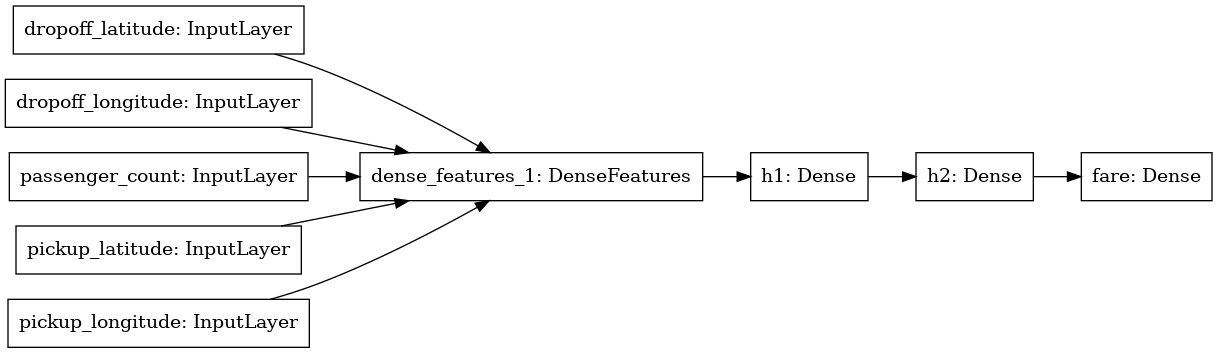 dropoff_latitude: InputLayer
dropoff_longitude: InputLayer
passenger_count: InputLayer
pickup_latitude: InputLayer
pickup_longitude: InputLayer
dense_features_1: DenseFeatures
h1: Dense
h2: Dense
fare: Dense